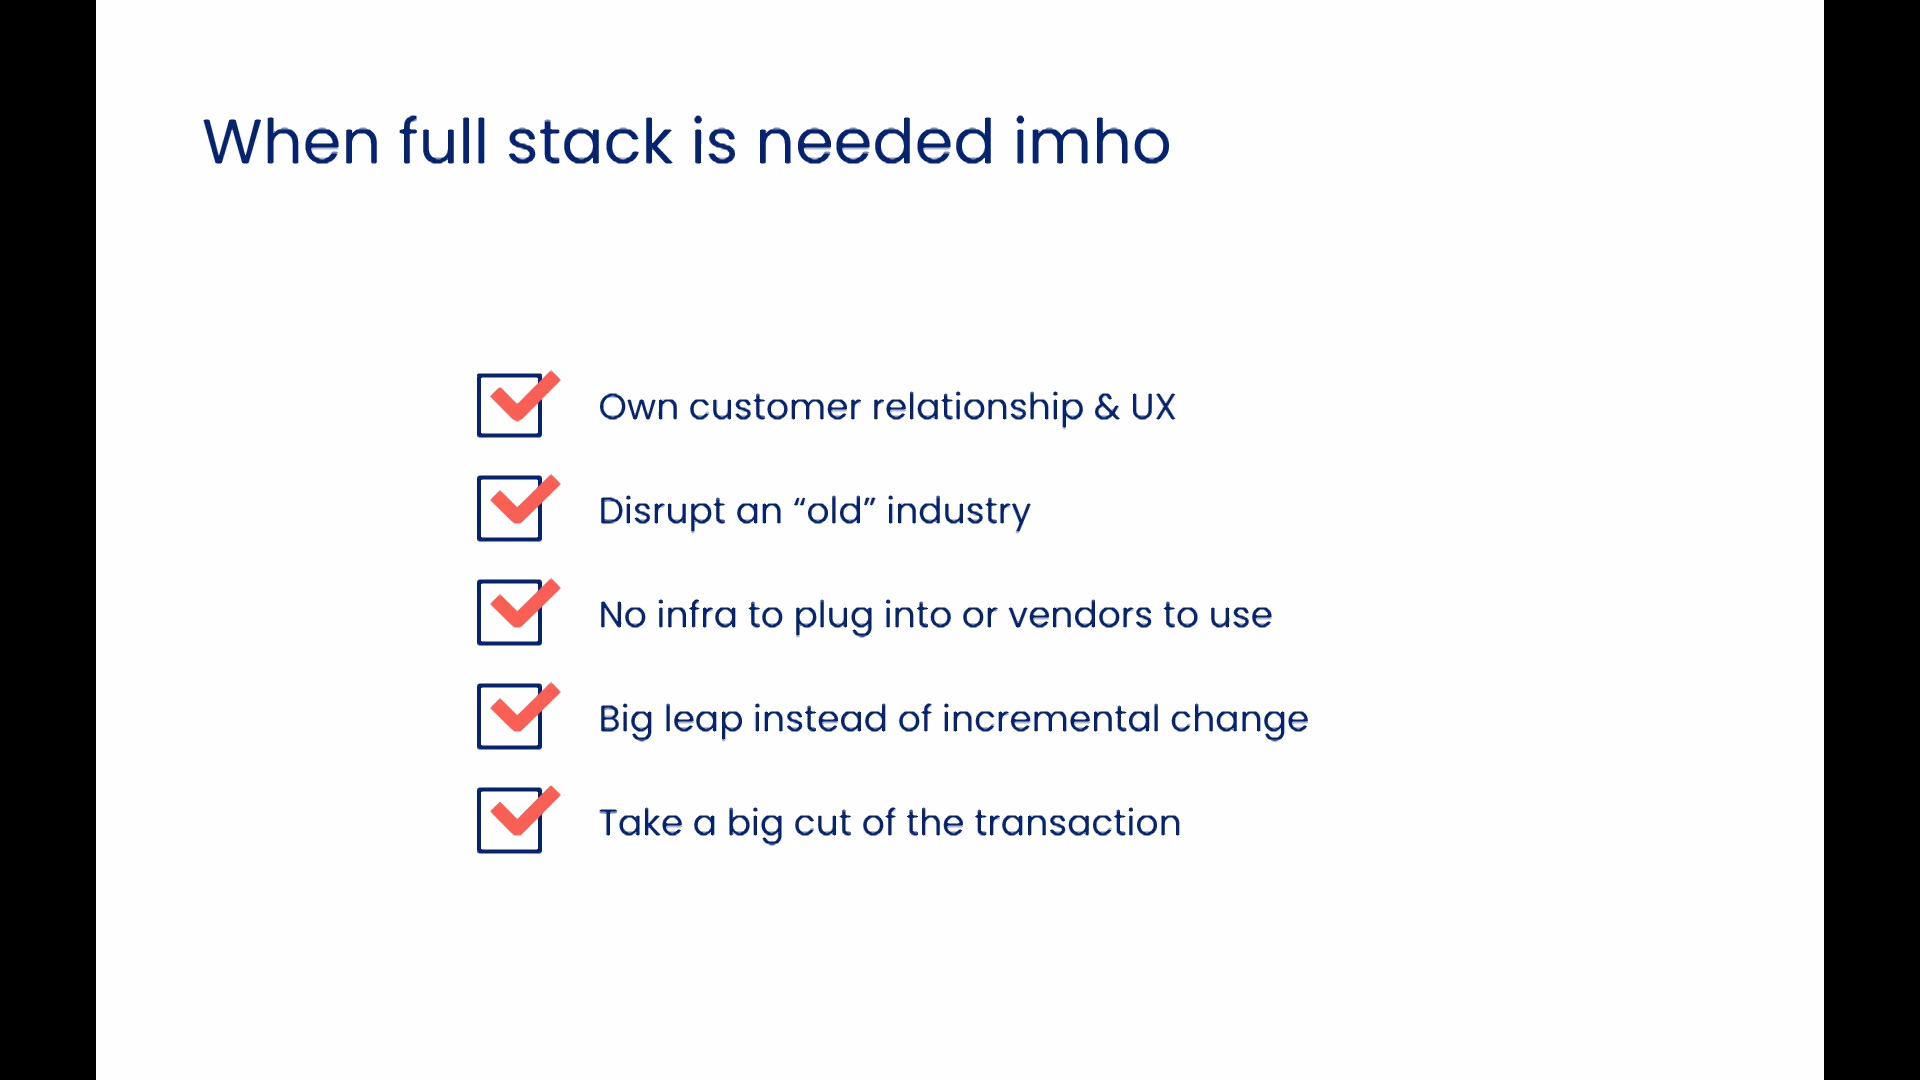 When full stack is needed imho
Own customer relationship & UX
Disrupt an “old” industry
No infra to plug into or vendors to use
Big leap instead of incremental change
Take a big cut of the transaction